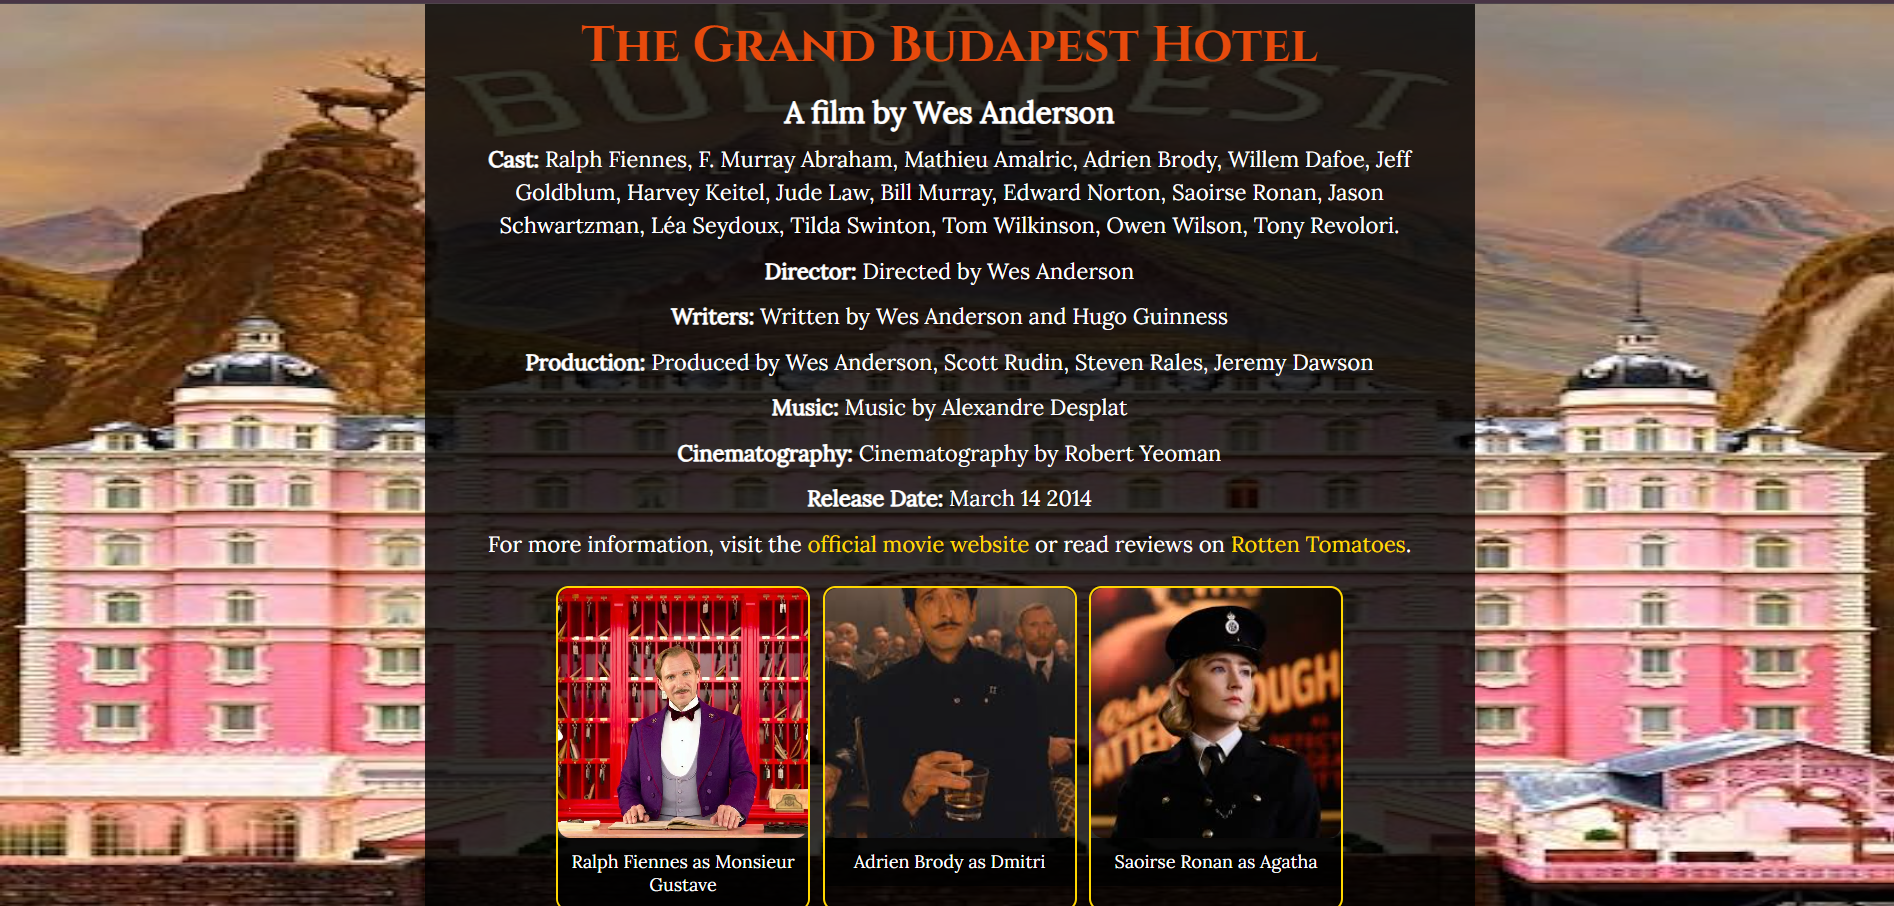 The Grand Budapest Hotel
GRAND
BUDAPEST
HOTEL
A film by Wes Anderson
Cast: Ralph Fiennes, F. Murray Abraham, Mathieu Amalric, Adrien Brody, Willem Dafoe, Jeff
Goldblum, Harvey Keitel, Jude Law, Bill Murray, Edward Norton, Saoirse Ronan, Jason
Schwartzman, Léa Seydoux, Tilda Swinton, Tom Wilkinson, Owen Wilson, Tony Revolori.
Director: Directed by Wes Anderson
Writers: Written by Wes Anderson and Hugo Guinness
Production: Produced by Wes Anderson, Scott Rudin, Steven Rales, Jeremy Dawson
Music: Music by Alexandre Desplat
Cinematography: Cinematography by Robert Yeoman
Release Date: March 14 2014
For more information, visit the official movie website or read reviews on Rotten Tomatoes.
Ralph Fiennes as Monsieur
Gustave
Adrien Brody as Dmitri
OUGH
ATTE
Saoirse Ronan as Agatha